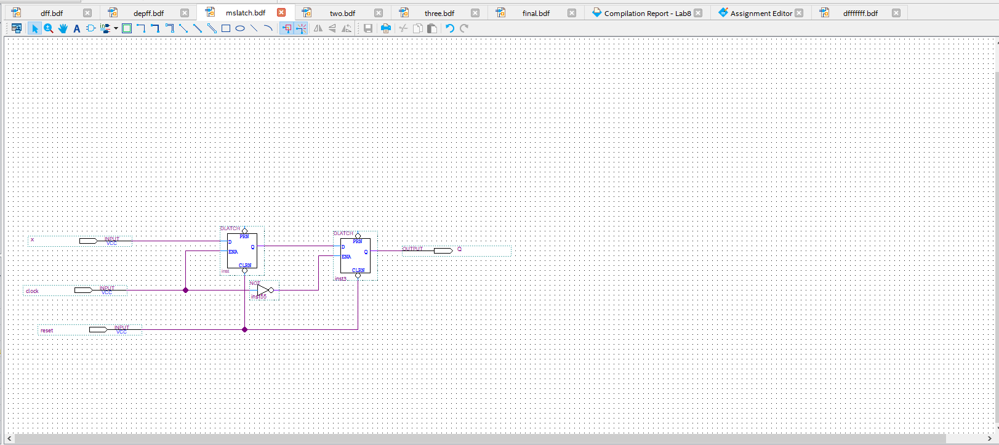 dff.bdf
depff.bdf
mslatch.bdf
two.bdf
three.bdf
final.bdf
Compilation Report - Lab8
Assignment Editor
dfffffff.bdf
A
DLATCH
PRN
D
Q
ENA
CLRN
inst
DLATCH
PRN
D
Q
ENA
CLRN
inst3
x
INPUT
VCC
OUTPUT
Q
clock
INPUT
VCC
NOT
inst55
reset
INPUT
VCC